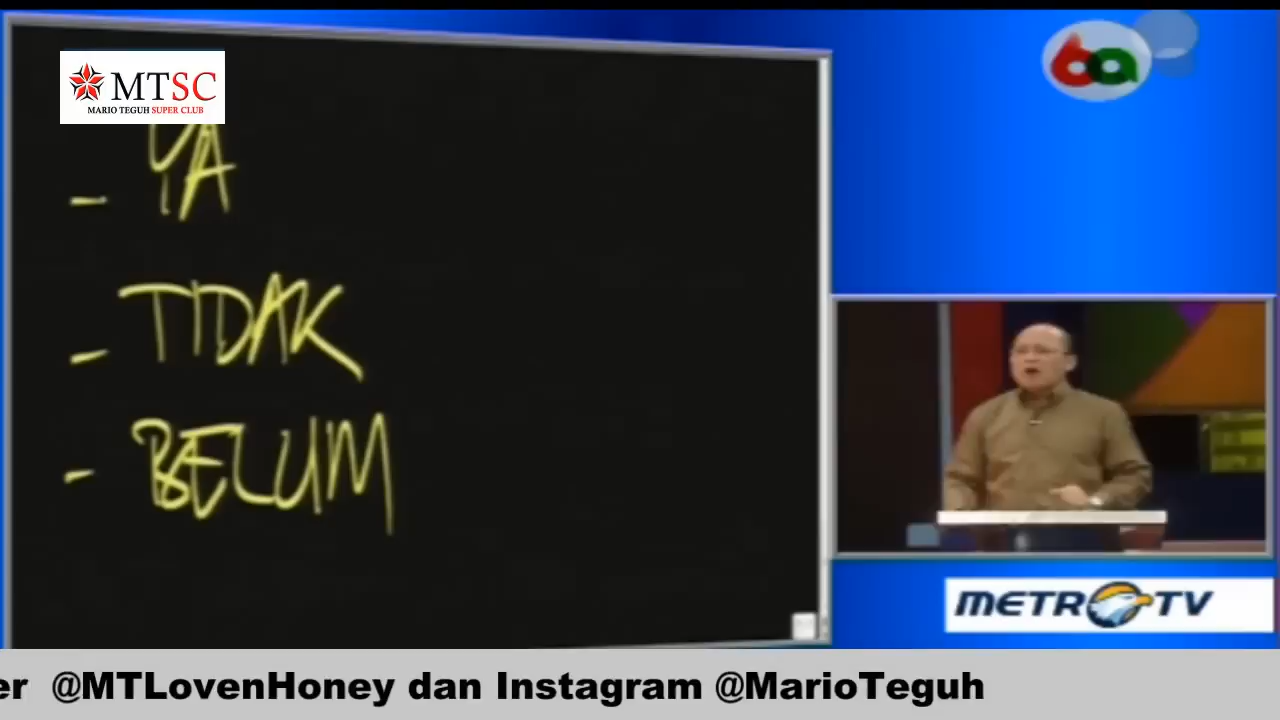 MTSC
MARIO TEGUH SUPER CLUB
- YA
- TIDAK
- BELUM
METRO TV
er @MTLovenHoney dan Instagram @MarioTeguh